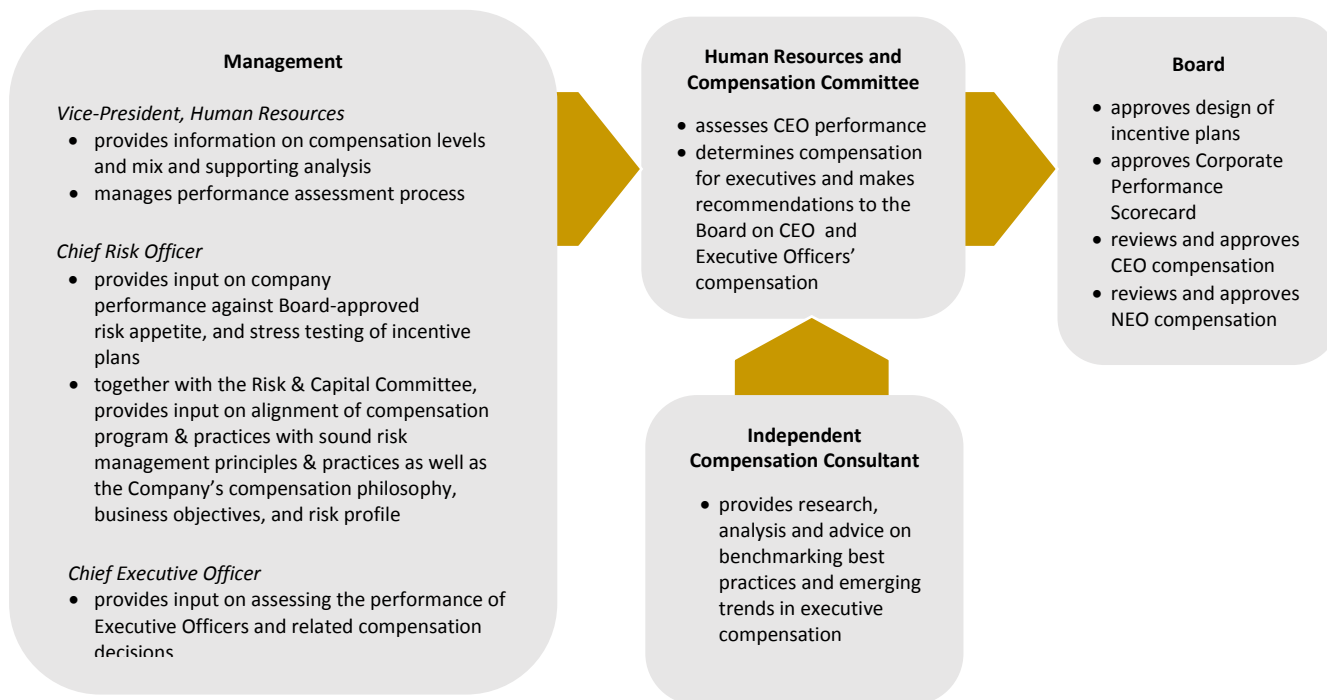 Management
Vice-President, Human Resources
• provides information on compensation levels
and mix and supporting analysis
• manages performance assessment process
Chief Risk Officer
• provides input on company
performance against Board-approved
risk appetite, and stress testing of incentive
plans
• together with the Risk & Capital Committee,
provides input on alignment of compensation
program & practices with sound risk
management principles & practices as well as
the Company's compensation philosophy,
business objectives, and risk profile
Chief Executive Officer
• provides input on assessing the performance of
Executive Officers and related compensation
decisions
Human Resources and
Compensation Committee
• assesses CEO performance
• determines compensation
for executives and makes
recommendations to the
Board on CEO and
Executive Officers'
compensation
Independent
Compensation Consultant
• provides research,
analysis and advice on
benchmarking best
practices and emerging
trends in executive
compensation
Board
• approves design of
incentive plans
• approves Corporate
Performance
Scorecard
• reviews and approves
CEO compensation
• reviews and approves
NEO compensation